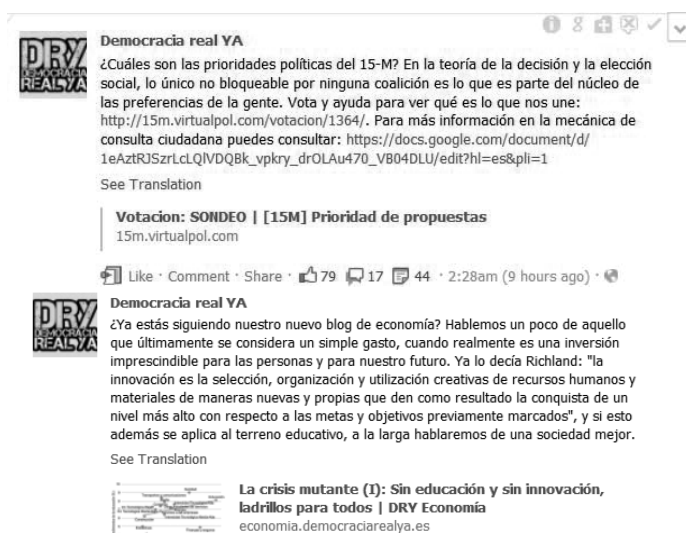 DRY
DEMOCRACIA
REAL YA
Democracia real YA
¿Cuáles son las prioridades políticas del 15-M? En la teoría de la decisión y la elección
social, lo único no bloqueable por ninguna coalición es lo que es parte del núcleo de
las preferencias de la gente. Vota y ayuda para ver qué es lo que nos une:
http://15m.virtualpol.com/votacion/1364/. Para más información en la mecánica de
consulta ciudadana puedes consultar: https://docs.google.com/document/d/
1eAztRJSzrLcLQlVDQBk_vpkry_drOLAu470_VB04DLU/edit?hl=es&pli=1
See Translation
Votacion: SONDEO | [15M] Prioridad de propuestas
15m.virtualpol.com
Like · Comment · Share · 79 17 44 · 2:28am (9 hours ago) ·
DRY
DEMOCRACIA
REAL YA
Democracia real YA
¿Ya estás siguiendo nuestro nuevo blog de economía? Hablemos un poco de aquello
que últimamente se considera un simple gasto, cuando realmente es una inversión
imprescindible para las personas y para nuestro futuro. Ya lo decía Richland: "la
innovación es la selección, organización y utilización creativas de recursos humanos y
materiales de maneras nuevas y propias que den como resultado la conquista de un
nivel más alto con respecto a las metas y objetivos previamente marcados", y si esto
además se aplica al terreno educativo, a la larga hablaremos de una sociedad mejor.
See Translation
La crisis mutante (I): Sin educación y sin innovación,
ladrillos para todos | DRY Economía
economia.democraciarealya.es